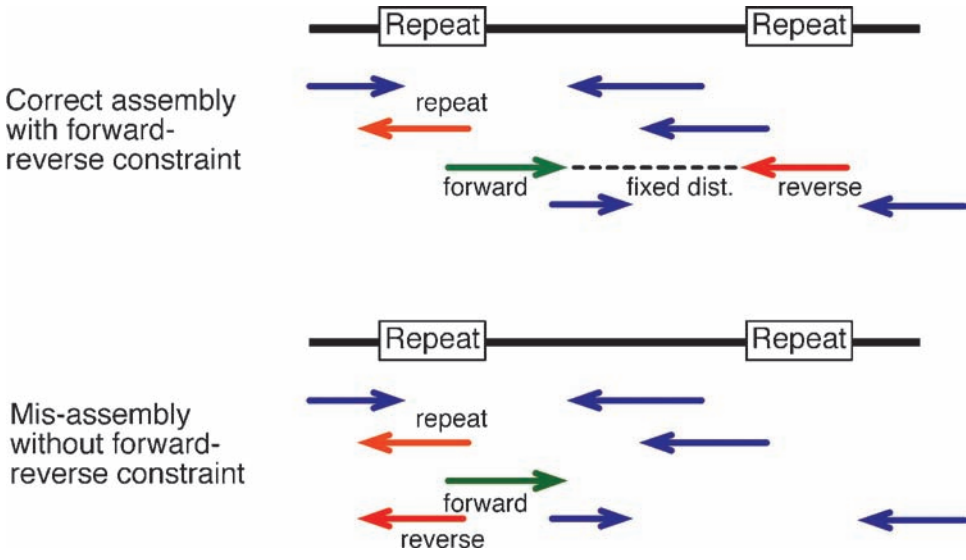 Repeat
Repeat
Correct assembly
with forward-
reverse constraint
repeat
forward
fixed dist.
reverse
Repeat
Repeat
Mis-assembly
without forward-
reverse constraint
repeat
forward
reverse